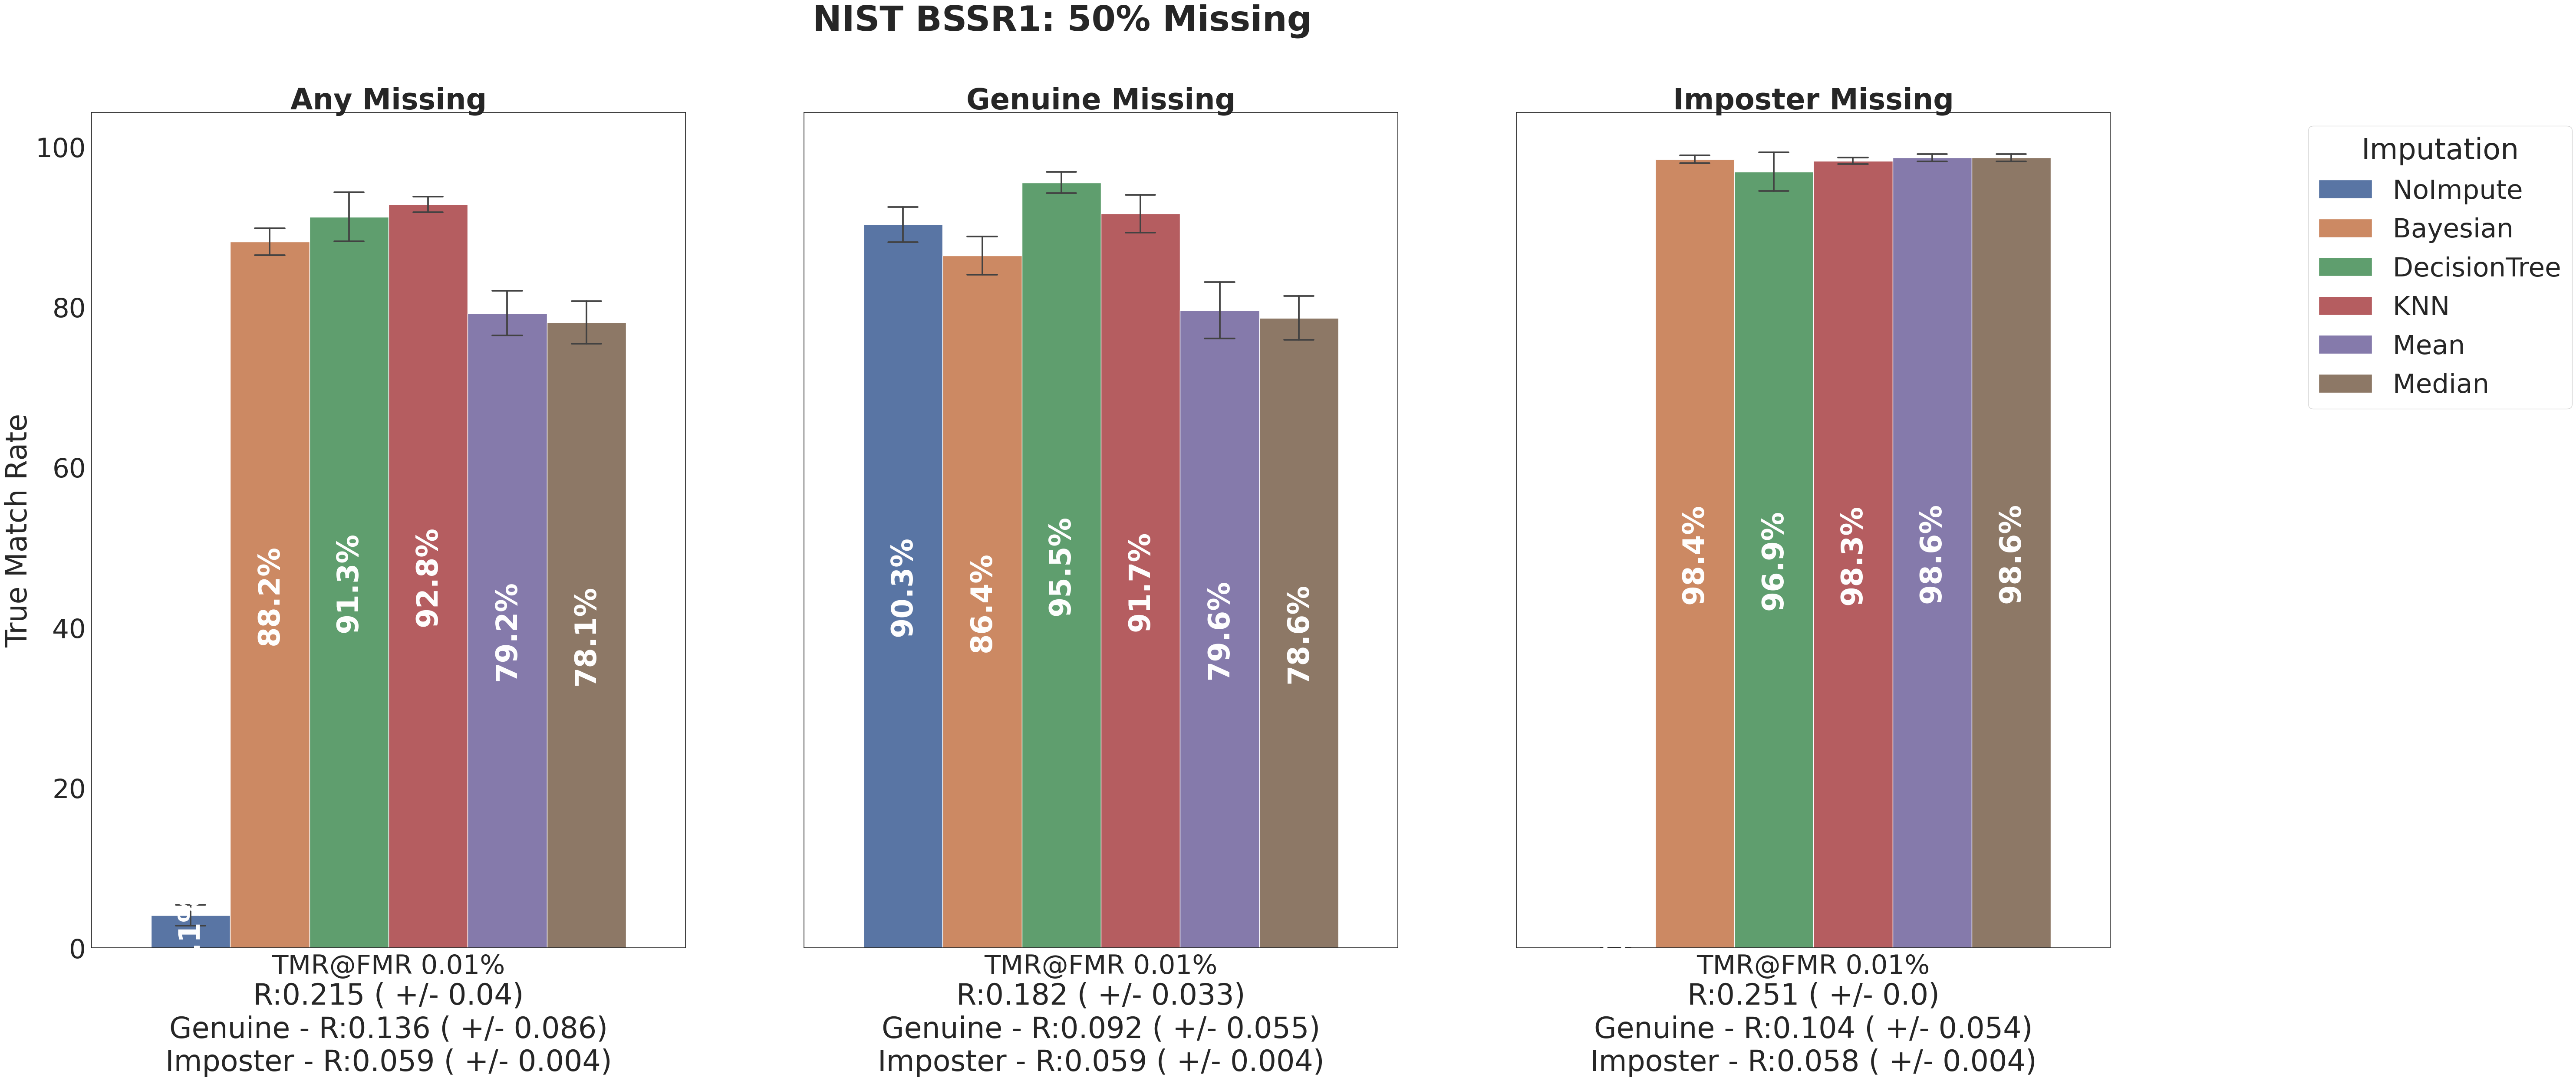 NIST BSSR1: 50% Missing
Any Missing
Genuine Missing
Imposter Missing
True Match Rate
100
80
60
40
20
0
88.2%
91.3%
92.8%
79.2%
78.1%
90.3%
86.4%
95.5%
91.7%
79.6%
78.6%
98.4%
96.9%
98.3%
98.6%
98.6%
TMR@FMR 0.01%
R:0.215 ( +/- 0.04)
Genuine - R:0.136 ( +/- 0.086)
Imposter - R:0.059 ( +/- 0.004)
TMR@FMR 0.01%
R:0.182 ( +/- 0.033)
Genuine - R:0.092 ( +/- 0.055)
Imposter - R:0.059 ( +/- 0.004)
TMR@FMR 0.01%
R:0.251 ( +/- 0.0)
Genuine - R:0.104 ( +/- 0.054)
Imposter - R:0.058 ( +/- 0.004)
Imputation
NoImpute
Bayesian
DecisionTree
KNN
Mean
Median